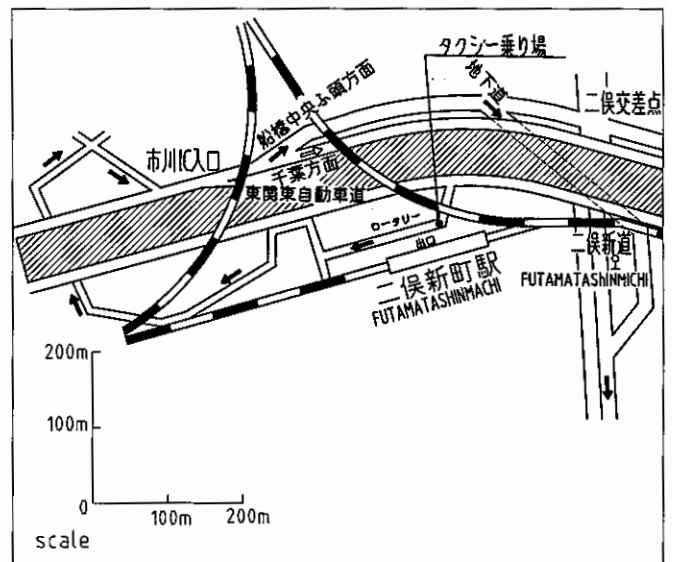 タクシー乗り場
地下道
船橋中央ふ頭方面
二俣交差点
市川IC入口
千葉方面
東関東自動車道
ロータリー
出口
二俣新道
二俣新町駅
FUTAMATASHINMACHI
FUTAMATASHINMICHI
200m
100m
0
100m
200m
scale